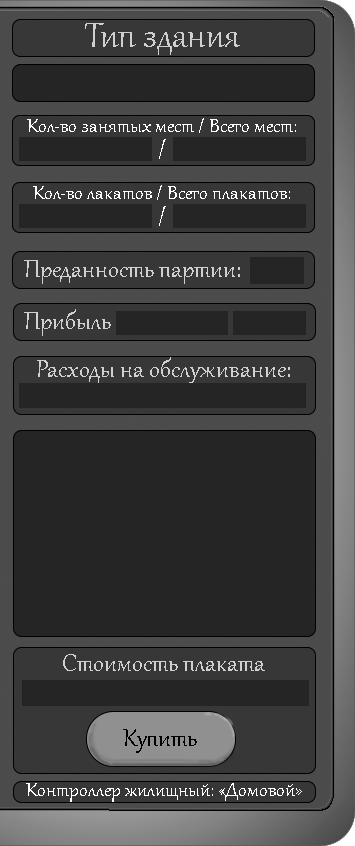 Тип здания
Кол-во занятых мест / Всего мест:
/
Кол-во лакатов / Всего плакатов:
/
Преданность партии:
Прибыль
Расходы на обслуживание:
Стоимость плаката
Купить
Контроллер жилищный: «Домовой»